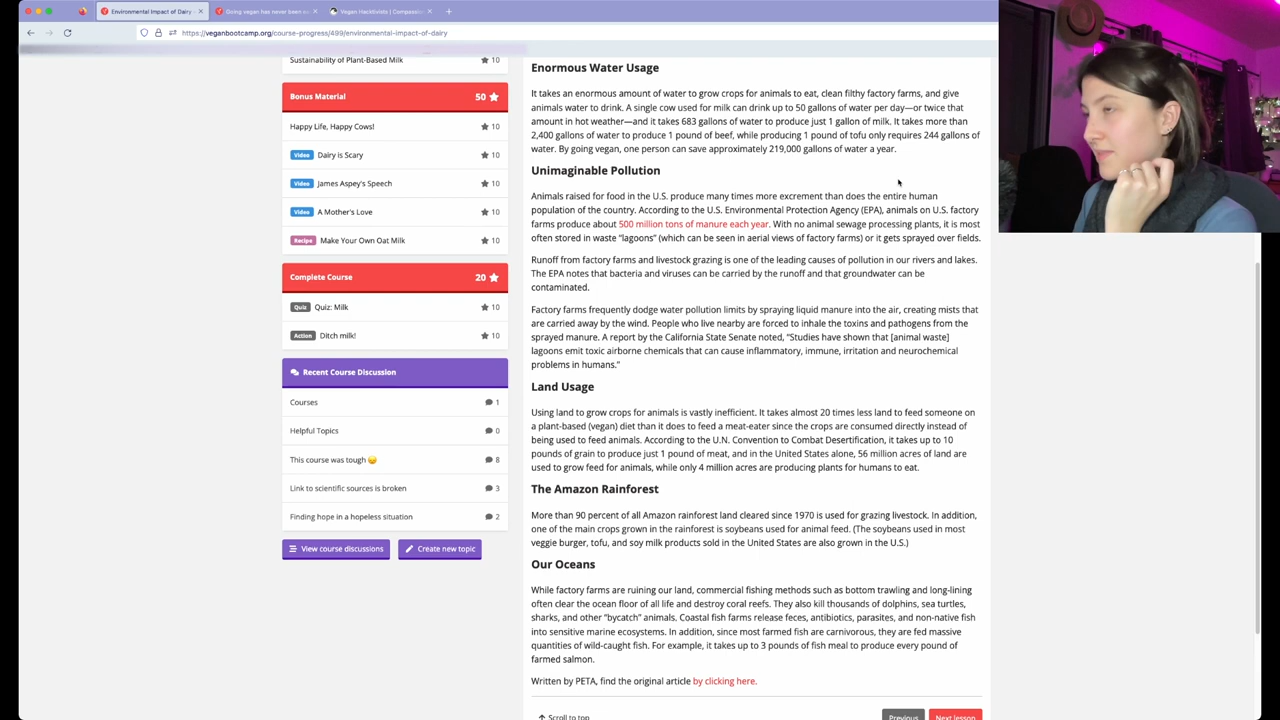 Environmental Impact of Dairy
Going vegan has never been
Vegan Hacktivists | Compassion
https://veganbootcamp.org/course-progress/499/environmental-impact-of-dairy
Sustainability of Plant-Based Milk 10
Bonus Material 50
Happy Life, Happy Cows! 10
Video Dairy is Scary 10
Video James Aspey's Speech 10
Video A Mother's Love 10
Recipe Make Your Own Oat Milk 10
Complete Course 20
Quiz Quiz: Milk 10
Action Ditch milk! 10
Recent Course Discussion
Courses 1
Helpful Topics 0
This course was tough 😞 8
Link to scientific sources is broken 3
Finding hope in a hopeless situation 2
View course discussions
Create new topic
Enormous Water Usage
It takes an enormous amount of water to grow crops for animals to eat, clean filthy factory farms, and give
animals water to drink. A single cow used for milk can drink up to 50 gallons of water per day—or twice that
amount in hot weather—and it takes 683 gallons of water to produce just 1 gallon of milk. It takes more than
2,400 gallons of water to produce 1 pound of beef, while producing 1 pound of tofu only requires 244 gallons of
water. By going vegan, one person can save approximately 219,000 gallons of water a year.
Unimaginable Pollution
Animals raised for food in the U.S. produce many times more excrement than does the entire human
population of the country. According to the U.S. Environmental Protection Agency (EPA), animals on U.S. factory
farms produce about 500 million tons of manure each year. With no animal sewage processing plants, it is most
often stored in waste “lagoons” (which can be seen in aerial views of factory farms) or it gets sprayed over fields.
Runoff from factory farms and livestock grazing is one of the leading causes of pollution in our rivers and lakes.
The EPA notes that bacteria and viruses can be carried by the runoff and that groundwater can be
contaminated.
Factory farms frequently dodge water pollution limits by spraying liquid manure into the air, creating mists that
are carried away by the wind. People who live nearby are forced to inhale the toxins and pathogens from the
sprayed manure. A report by the California State Senate noted, “Studies have shown that [animal waste]
lagoons emit toxic airborne chemicals that can cause inflammatory, immune, irritation and neurochemical
problems in humans.”
Land Usage
Using land to grow crops for animals is vastly inefficient. It takes almost 20 times less land to feed someone on
a plant-based (vegan) diet than it does to feed a meat-eater since the crops are consumed directly instead of
being used to feed animals. According to the U.N. Convention to Combat Desertification, it takes up to 10
pounds of grain to produce just 1 pound of meat, and in the United States alone, 56 million acres of land are
used to grow feed for animals, while only 4 million acres are producing plants for humans to eat.
The Amazon Rainforest
More than 90 percent of all Amazon rainforest land cleared since 1970 is used for grazing livestock. In addition,
one of the main crops grown in the rainforest is soybeans used for animal feed. (The soybeans used in most
veggie burger, tofu, and soy milk products sold in the United States are also grown in the U.S.)
Our Oceans
While factory farms are ruining our land, commercial fishing methods such as bottom trawling and long-lining
often clear the ocean floor of all life and destroy coral reefs. They also kill thousands of dolphins, sea turtles,
sharks, and other “bycatch” animals. Coastal fish farms release feces, antibiotics, parasites, and non-native fish
into sensitive marine ecosystems. In addition, since most farmed fish are carnivorous, they are fed massive
quantities of wild-caught fish. For example, it takes up to 3 pounds of fish meal to produce every pound of
farmed salmon.
Written by PETA, find the original article by clicking here.
Scroll to top
Previous
Next lesson